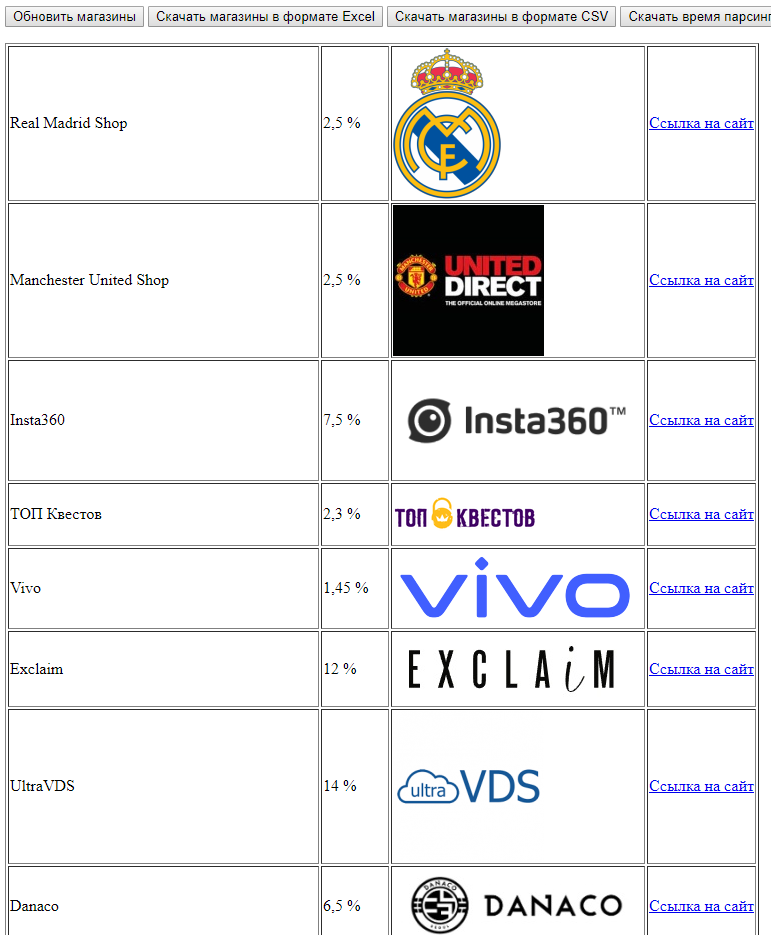 Обновить магазины Скачать магазины в формате Excel Скачать магазины в формате CSV Скачать время парсинг
Real Madrid Shop 2,5 % Ссылка на сайт
Manchester United Shop 2,5 % MANCHESTER UNITED UNITED DIRECT THE OFFICIAL ONLINE MEGASTORE Ссылка на сайт
Insta360 7,5 % Insta360™ Ссылка на сайт
ТОП Квестов 2,3 % ТОП КВЕСТОВ Ссылка на сайт
Vivo 1,45 % vivo Ссылка на сайт
Exclaim 12 % EXCLAiM Ссылка на сайт
UltraVDS 14 % ultra VDS Ссылка на сайт
Danaco 6,5 % DANACO DANACO Ссылка на сайт